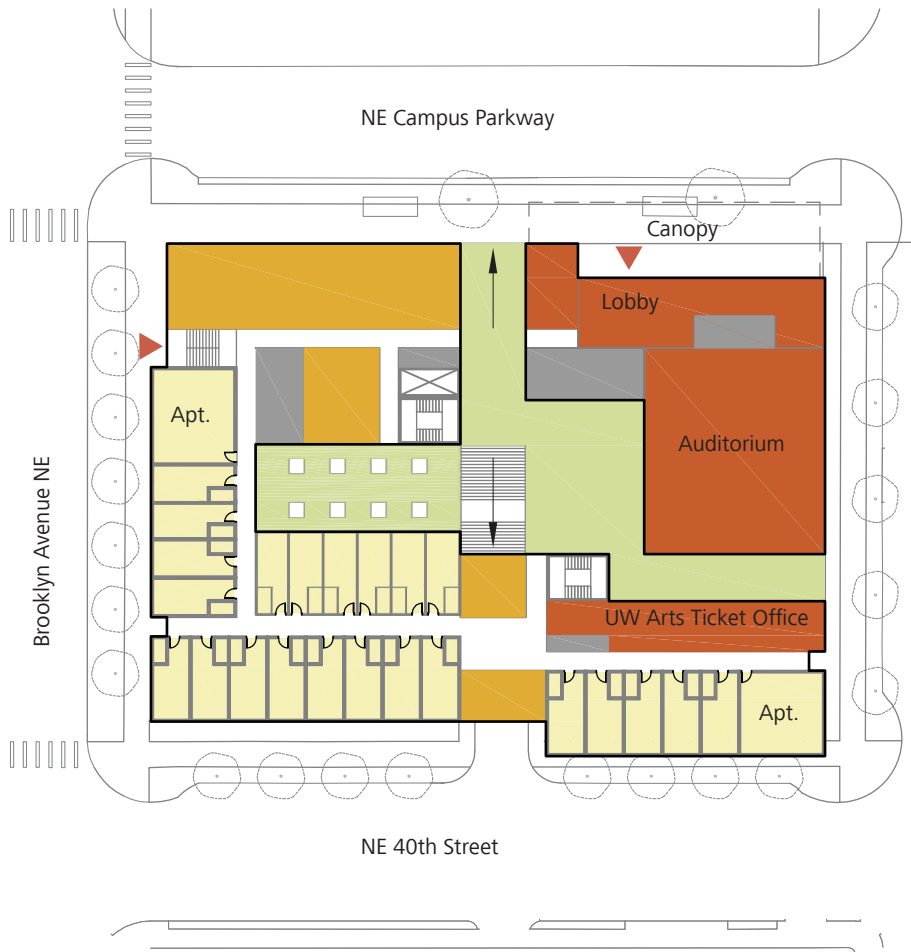 NE Campus Parkway
Canopy
Lobby
Apt.
Auditorium
Brooklyn Avenue NE
UW Arts Ticket Office
Apt.
NE 40th Street